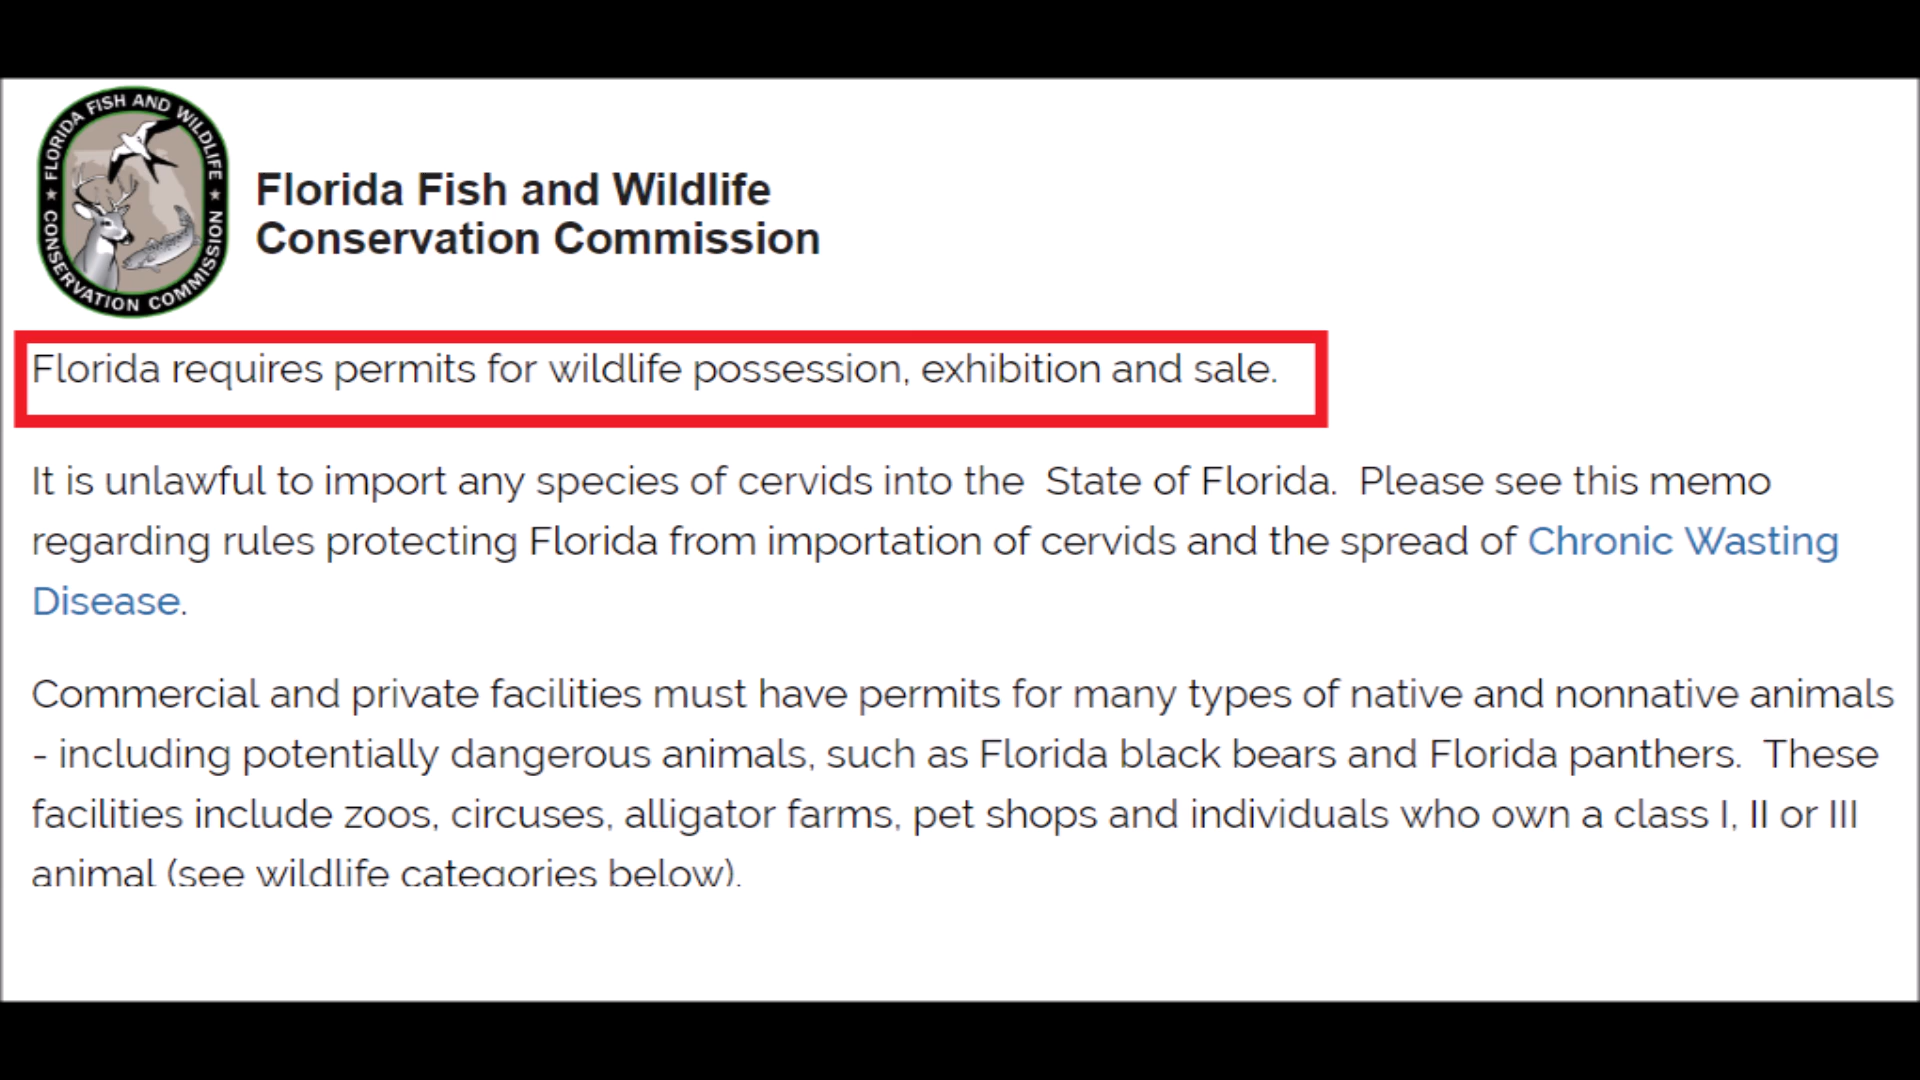 FLORIDA FISH AND WILDLIFE
CONSERVATION COMMISSION
Florida Fish and Wildlife
Conservation Commission
Florida requires permits for wildlife possession, exhibition and sale.
It is unlawful to import any species of cervids into the  State of Florida.  Please see this memo
regarding rules protecting Florida from importation of cervids and the spread of Chronic Wasting
Disease.
Commercial and private facilities must have permits for many types of native and nonnative animals
- including potentially dangerous animals, such as Florida black bears and Florida panthers.  These
facilities include zoos, circuses, alligator farms, pet shops and individuals who own a class I, II or III
animal (see wildlife categories below).